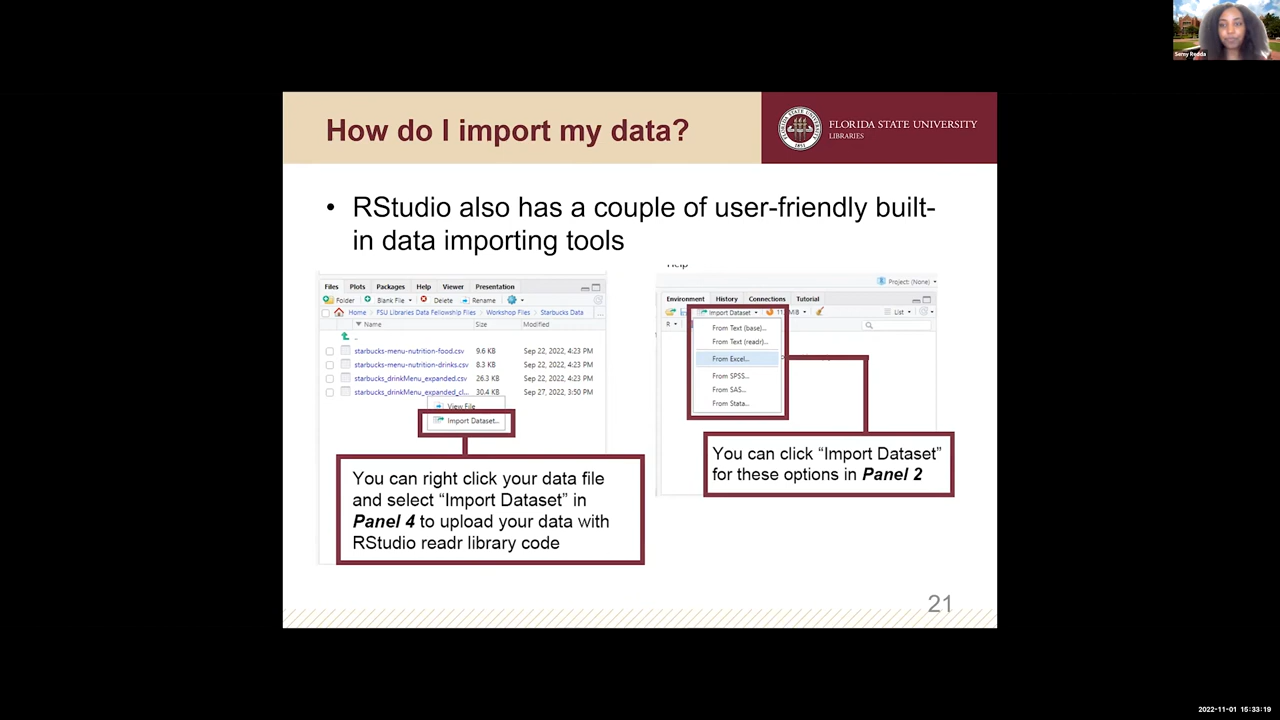 Samy Redda
How do I import my data?
FLORIDA STATE UNIVERSITY
LIBRARIES
• RStudio also has a couple of user-friendly built-
in data importing tools
Files Plots Packages Help Viewer Presentation
Folder Blank File Delete Rename
Home FSU Libraries Data Fellowship Files Workshop Files Starbucks Data ...
Name Size Modified
..
starbucks-menu-nutrition-food.csv 9.6 KB Sep 22, 2022, 4:23 PM
starbucks-menu-nutrition-drinks.csv 8.3 KB Sep 22, 2022, 4:23 PM
starbucks_drinkMenu_expanded.csv 26.3 KB Sep 22, 2022, 4:23 PM
starbucks_drinkMenu_expanded_cl... 30.4 KB Sep 27, 2022, 3:50 PM
View File
Import Dataset...
You can right click your data file
and select “Import Dataset” in
Panel 4 to upload your data with
RStudio readr library code
Help
Project: (None)
Environment History Connections Tutorial
Import Dataset MiB List
R
From Text (base)...
From Text (readr)...
From Excel...
From SPSS...
From SAS...
From Stata...
You can click “Import Dataset”
for these options in Panel 2
21
2022-11-01 15:33:19